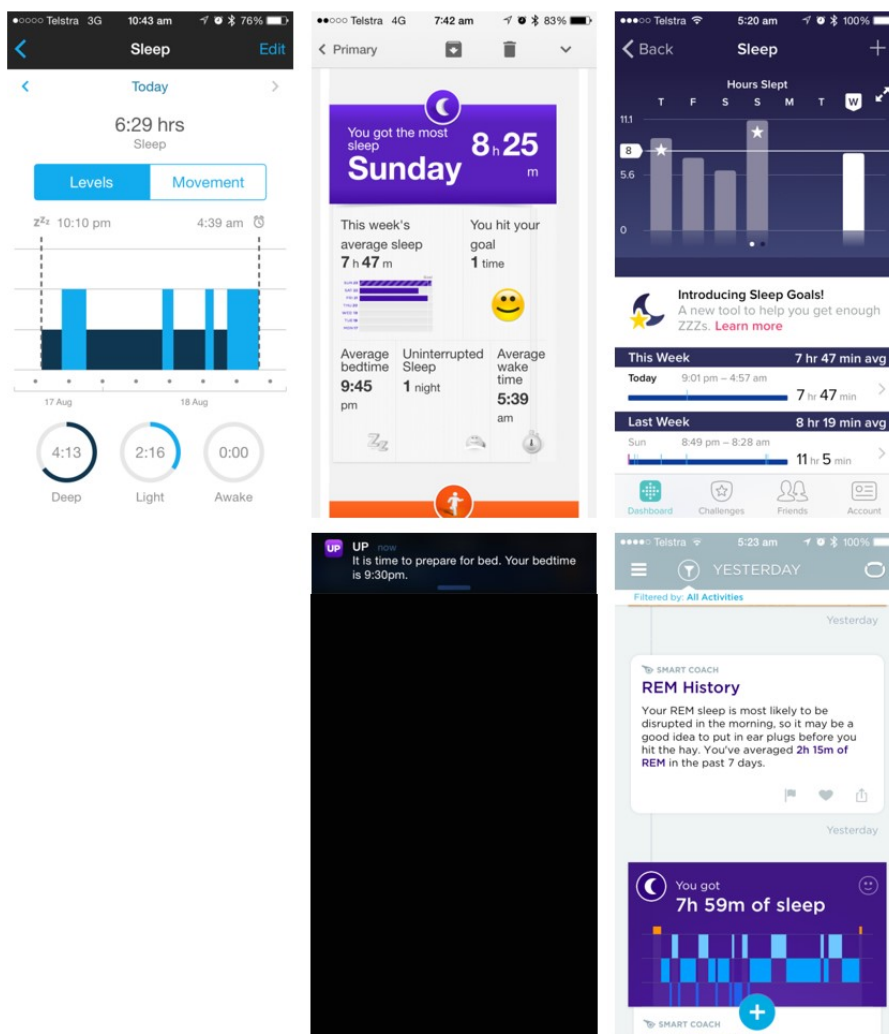 Telstra 3G 10:43 am 76%
Sleep Edit
Today
6:29 hrs
Sleep
Levels Movement
zZz 10:10 pm 4:39 am
17 Aug 18 Aug
4:13 2:16 0:00
Deep Light Awake
Telstra 4G 7:42 am 83%
Primary
You got the most
sleep
Sunday
8 h 25
m
This week's
average sleep
7 h 47 m
You hit your
goal
1 time
Average
bedtime
9:45
pm
Uninterrupted
Sleep
1 night
Average
wake
time
5:39
am
Telstra 5:20 am 100%
Back Sleep +
Hours Slept
T F S S M T W
11.1
8
5.6
0
Introducing Sleep Goals!
A new tool to help you get enough
ZZZs. Learn more
This Week 7 hr 47 min avg
Today 9:01 pm – 4:57 am
7 hr 47 min
Last Week 8 hr 19 min avg
Sun 8:49 pm – 8:28 am
11 hr 5 min
Dashboard Challenges Friends Account
UP UP now
It is time to prepare for bed. Your bedtime
is 9:30pm.
Telstra 5:23 am 100%
YESTERDAY
Filtered by: All Activities
Yesterday
SMART COACH
REM History
Your REM sleep is most likely to be
disrupted in the morning, so it may be a
good idea to put in ear plugs before you
hit the hay. You've averaged 2h 15m of
REM in the past 7 days.
Yesterday
You got
7h 59m of sleep
SMART COACH